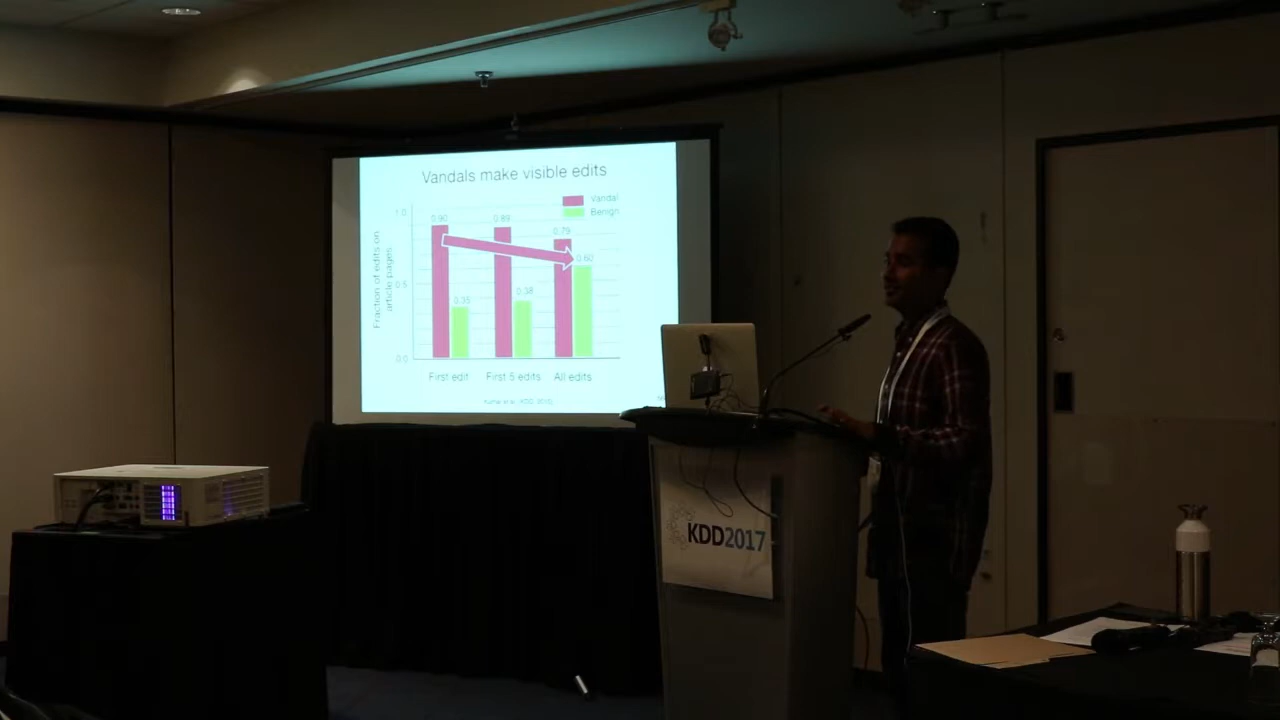 Vandals make visible edits
Vandal
Benign
Fraction of edits on
article pages
1.0
0.5
0.0
0.90
0.35
0.89
0.38
0.79
0.60
First edit
First 5 edits
All edits
KDD2017